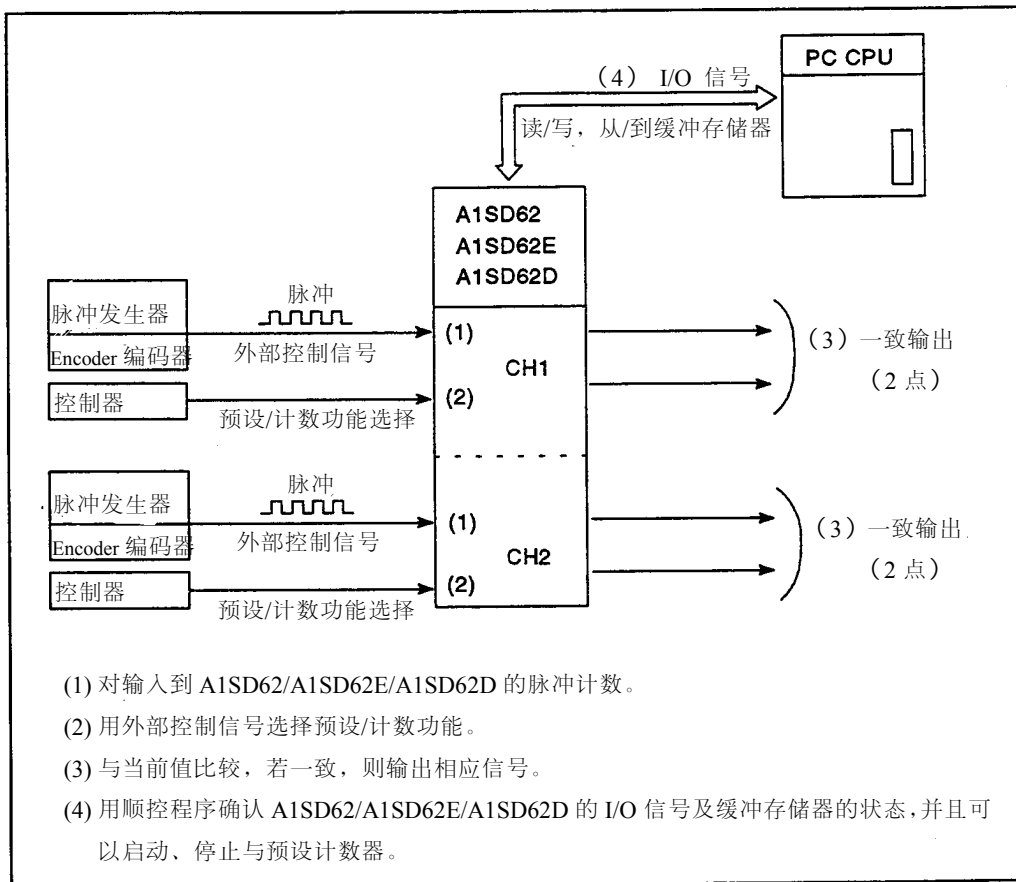 PC CPU
（4） I/O 信号
读/写，从/到缓冲存储器
A1SD62
A1SD62E
A1SD62D
脉冲发生器
Encoder 编码器
控制器
脉冲
外部控制信号
预设/计数功能选择
(1)
CH1
(2)
（3）一致输出
（2 点）
脉冲发生器
Encoder 编码器
控制器
脉冲
外部控制信号
预设/计数功能选择
(1)
CH2
(2)
（3）一致输出
（2 点）
(1) 对输入到 A1SD62/A1SD62E/A1SD62D 的脉冲计数。
(2) 用外部控制信号选择预设/计数功能。
(3) 与当前值比较，若一致，则输出相应信号。
(4) 用顺控程序确认 A1SD62/A1SD62E/A1SD62D 的 I/O 信号及缓冲存储器的状态，并且可
以启动、停止与预设计数器。